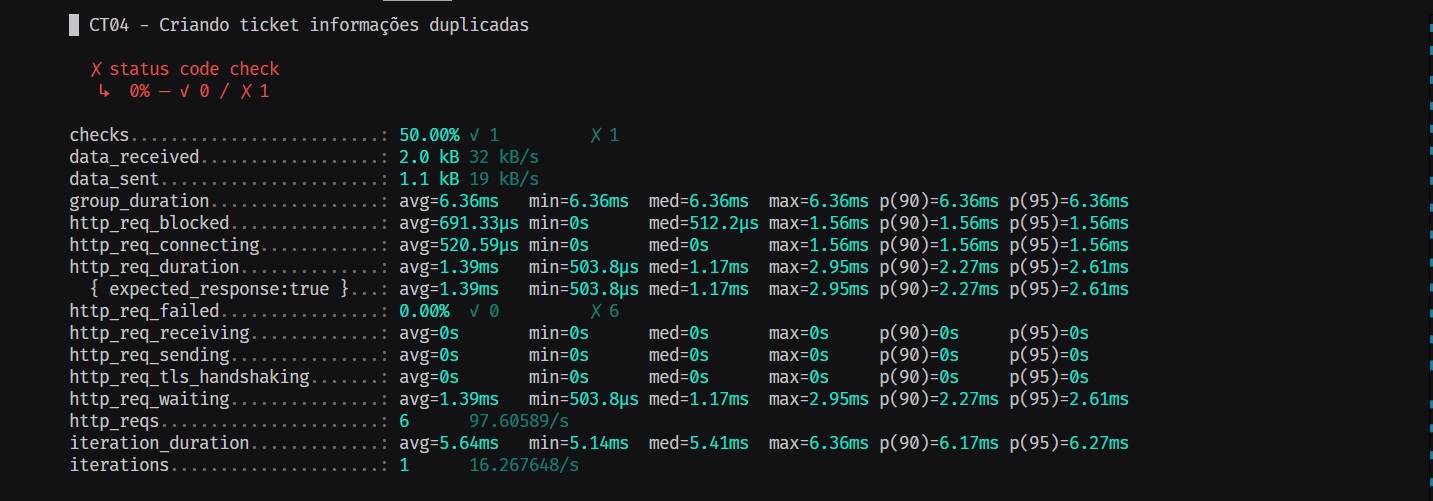 █ CT04 - Criando ticket informações duplicadas
✗ status code check
↳ 0% — ✓ 0 / ✗ 1
checks.........................: 50.00% ✓ 1 ✗ 1
data_received..................: 2.0 kB 32 kB/s
data_sent......................: 1.1 kB 19 kB/s
group_duration.................: avg=6.36ms min=6.36ms med=6.36ms max=6.36ms p(90)=6.36ms p(95)=6.36ms
http_req_blocked...............: avg=691.33µs min=0s med=512.2µs max=1.56ms p(90)=1.56ms p(95)=1.56ms
http_req_connecting............: avg=520.59µs min=0s med=0s max=1.56ms p(90)=1.56ms p(95)=1.56ms
http_req_duration..............: avg=1.39ms min=503.8µs med=1.17ms max=2.95ms p(90)=2.27ms p(95)=2.61ms
{ expected_response:true }...: avg=1.39ms min=503.8µs med=1.17ms max=2.95ms p(90)=2.27ms p(95)=2.61ms
http_req_failed................: 0.00% ✓ 0 ✗ 6
http_req_receiving.............: avg=0s min=0s med=0s max=0s p(90)=0s p(95)=0s
http_req_sending...............: avg=0s min=0s med=0s max=0s p(90)=0s p(95)=0s
http_req_tls_handshaking.......: avg=0s min=0s med=0s max=0s p(90)=0s p(95)=0s
http_req_waiting...............: avg=1.39ms min=503.8µs med=1.17ms max=2.95ms p(90)=2.27ms p(95)=2.61ms
http_reqs......................: 6 97.60589/s
iteration_duration.............: avg=5.64ms min=5.14ms med=5.41ms max=6.36ms p(90)=6.17ms p(95)=6.27ms
iterations.....................: 1 16.267648/s